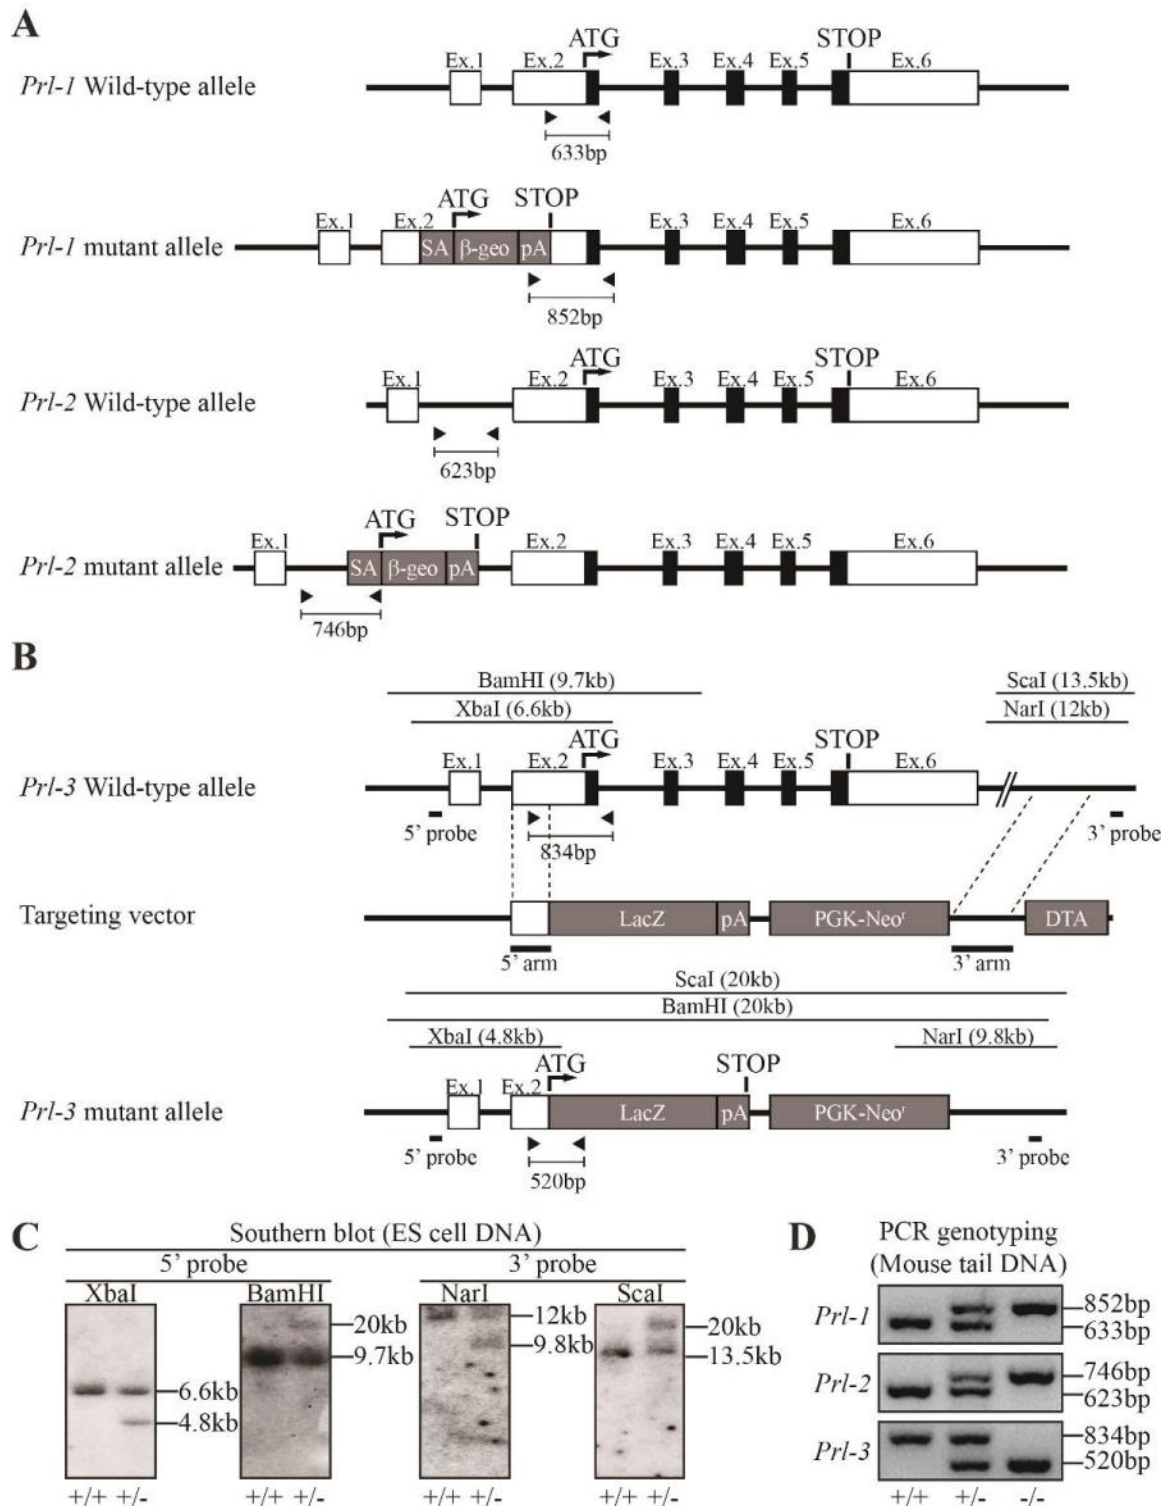 A
ATG STOP
Ex.1 Ex.2 Ex.3 Ex.4 Ex.5 Ex.6
Prl-1 Wild-type allele
633bp
ATG STOP
Ex.1 Ex.2 Ex.3 Ex.4 Ex.5 Ex.6
Prl-1 mutant allele SA β-geo pA
852bp
ATG STOP
Ex.1 Ex.2 Ex.3 Ex.4 Ex.5 Ex.6
Prl-2 Wild-type allele
623bp
ATG STOP
Ex.1 Ex.2 Ex.3 Ex.4 Ex.5 Ex.6
Prl-2 mutant allele SA β-geo pA
746bp
B
BamHI (9.7kb) ScaI (13.5kb)
XbaI (6.6kb) NarI (12kb)
ATG STOP
Ex.1 Ex.2 Ex.3 Ex.4 Ex.5 Ex.6
Prl-3 Wild-type allele
5’ probe 834bp 3’ probe
Targeting vector LacZ pA PGK-Neoʳ DTA
5’ arm 3’ arm
ScaI (20kb)
BamHI (20kb)
XbaI (4.8kb) NarI (9.8kb)
ATG STOP
Ex.1 Ex.2
Prl-3 mutant allele LacZ pA PGK-Neoʳ
5’ probe 3’ probe
520bp
C
Southern blot (ES cell DNA)
5’ probe 3’ probe
XbaI BamHI NarI ScaI
20kb 12kb 20kb
9.7kb 9.8kb 13.5kb
6.6kb
4.8kb
+/+ +/- +/+ +/- +/+ +/- +/+ +/-
D
PCR genotyping
(Mouse tail DNA)
Prl-1 852bp
633bp
Prl-2 746bp
623bp
Prl-3 834bp
520bp
+/+ +/- -/-